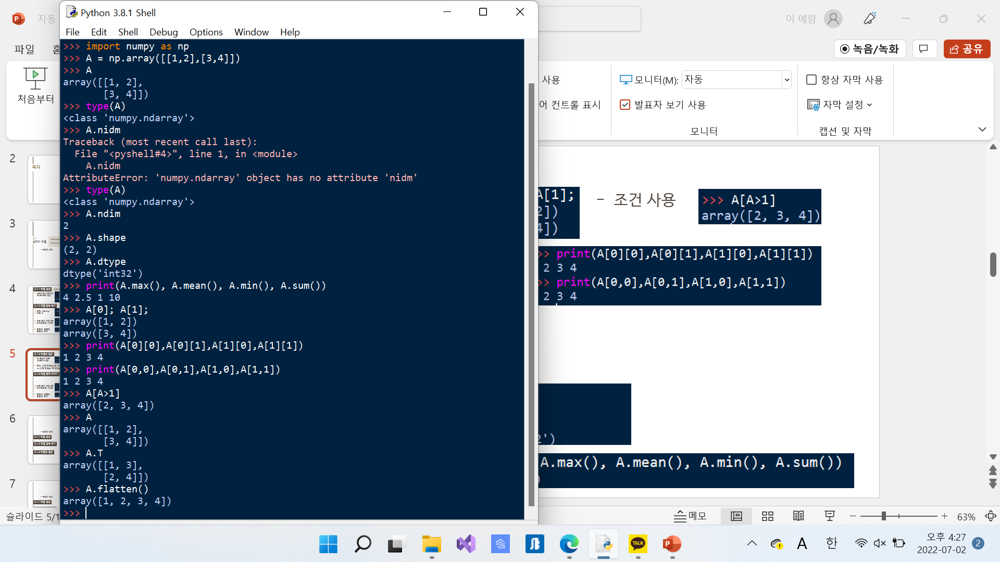 Python 3.8.1 Shell
File Edit Shell Debug Options Window Help
>>> import numpy as np
>>> A = np.array([[1,2],[3,4]])
>>> A
array([[1, 2],
       [3, 4]])
>>> type(A)
<class 'numpy.ndarray'>
>>> A.nidm
Traceback (most recent call last):
  File "<pyshell#4>", line 1, in <module>
    A.nidm
AttributeError: 'numpy.ndarray' object has no attribute 'nidm'
>>> type(A)
<class 'numpy.ndarray'>
>>> A.ndim
2
>>> A.shape
(2, 2)
>>> A.dtype
dtype('int32')
>>> print(A.max(), A.mean(), A.min(), A.sum())
4 2.5 1 10
>>> A[0]; A[1];
array([1, 2])
array([3, 4])
>>> print(A[0][0],A[0][1],A[1][0],A[1][1])
1 2 3 4
>>> print(A[0,0],A[0,1],A[1,0],A[1,1])
1 2 3 4
>>> A[A>1]
array([2, 3, 4])
>>> A
array([[1, 2],
       [3, 4]])
>>> A.T
array([[1, 3],
       [2, 4]])
>>> A.flatten()
array([1, 2, 3, 4])
>>>
자동
이 예람
파일 홈
녹음/녹화
공유
처음부터
사용
모니터(M): 자동
항상 자막 사용
어 컨트롤 표시
발표자 보기 사용
자막 설정
모니터
캡션 및 자막
2
목차
3
4
5
6
7
A[1];
2])
4])
- 조건 사용
>>> A[A>1]
array([2, 3, 4])
>> print(A[0][0],A[0][1],A[1][0],A[1][1])
2 3 4
>> print(A[0,0],A[0,1],A[1,0],A[1,1])
2 3 4
2')
A.max(), A.mean(), A.min(), A.sum())
슬라이드 5/1
메모
63%
TALK
A
한
오후 4:27
2022-07-02
2